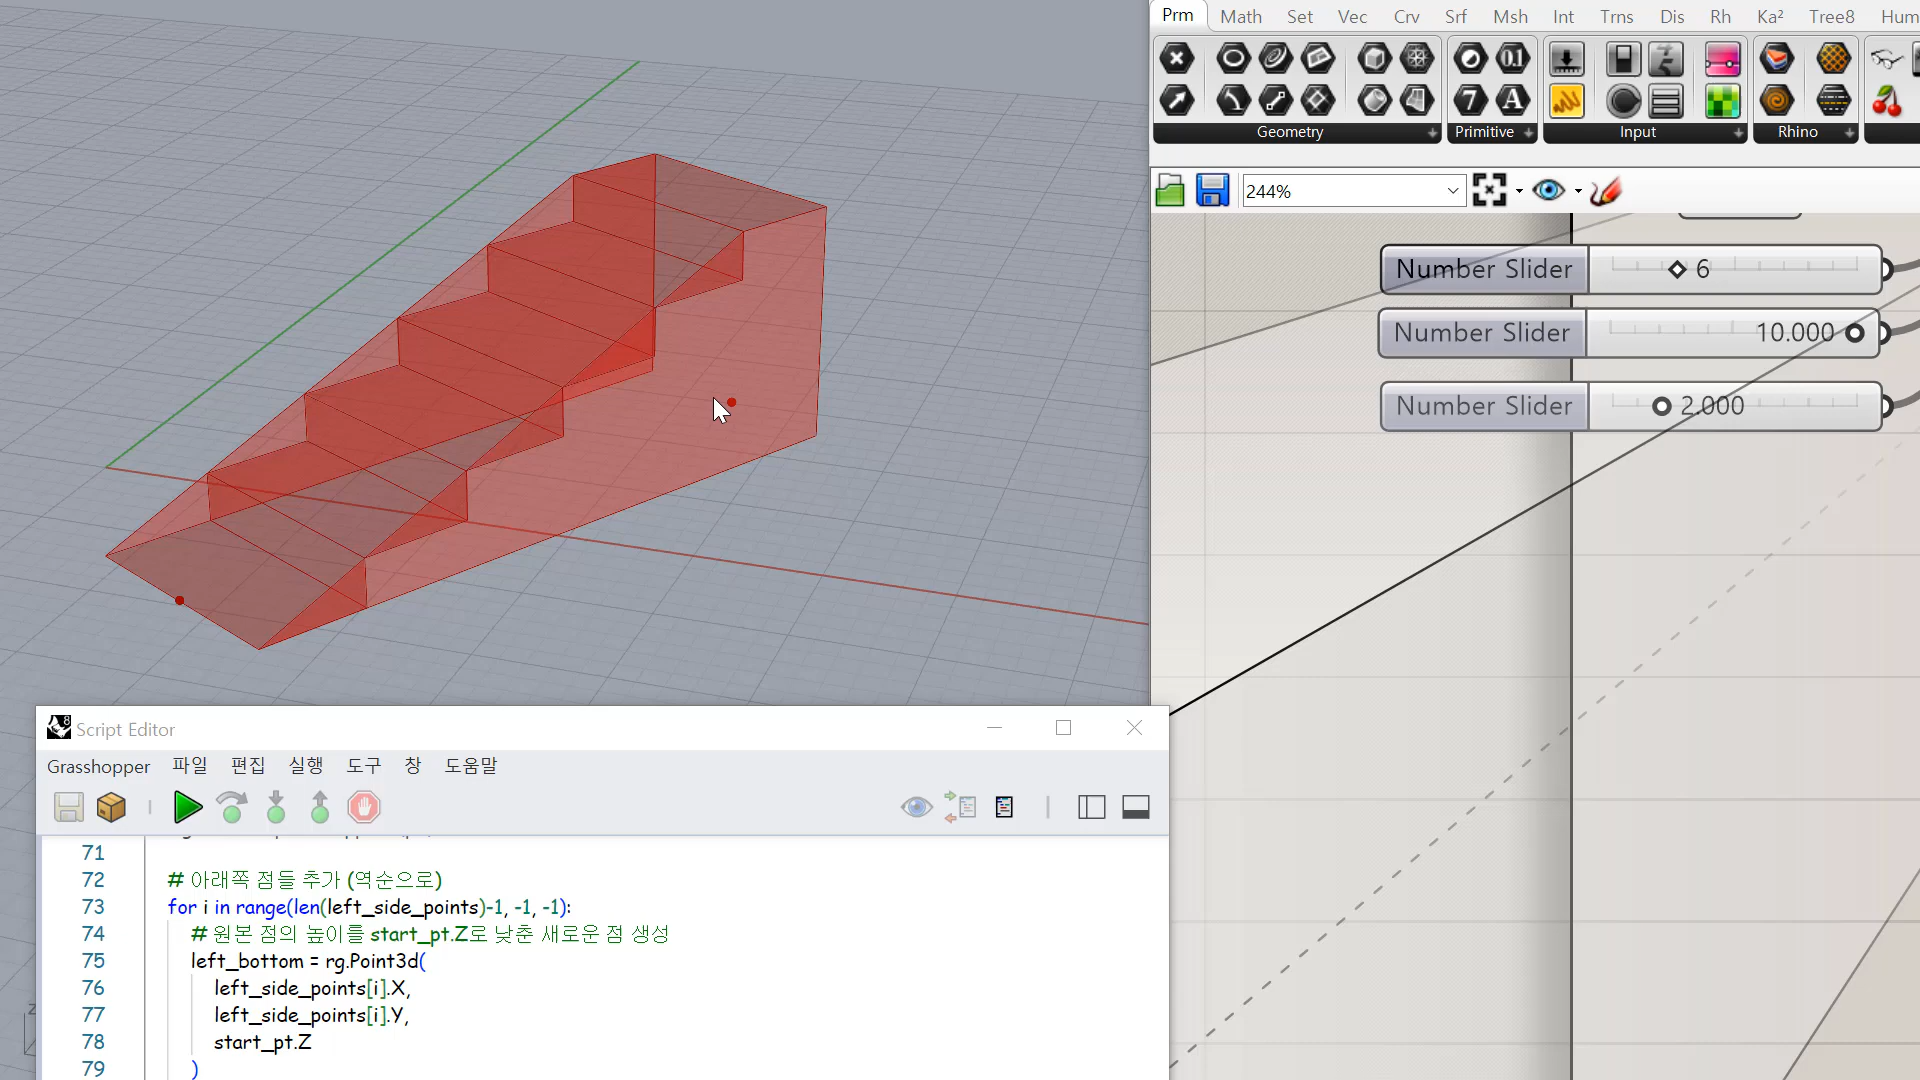 Prm Math Set Vec Crv Srf Msh Int Trns Dis Rh Ka² Tree8 Hum
Geometry Primitive Input Rhino
244%
Number Slider 6
Number Slider 10.000
Number Slider 2.000
Script Editor
Grasshopper 파일 편집 실행 도구 창 도움말
71
72 # 아래쪽 점들 추가 (역순으로)
73 for i in range(len(left_side_points)-1, -1, -1):
74 # 원본 점의 높이를 start_pt.Z로 낮춘 새로운 점 생성
75 left_bottom = rg.Point3d(
76 left_side_points[i].X,
77 left_side_points[i].Y,
78 start_pt.Z
79 )